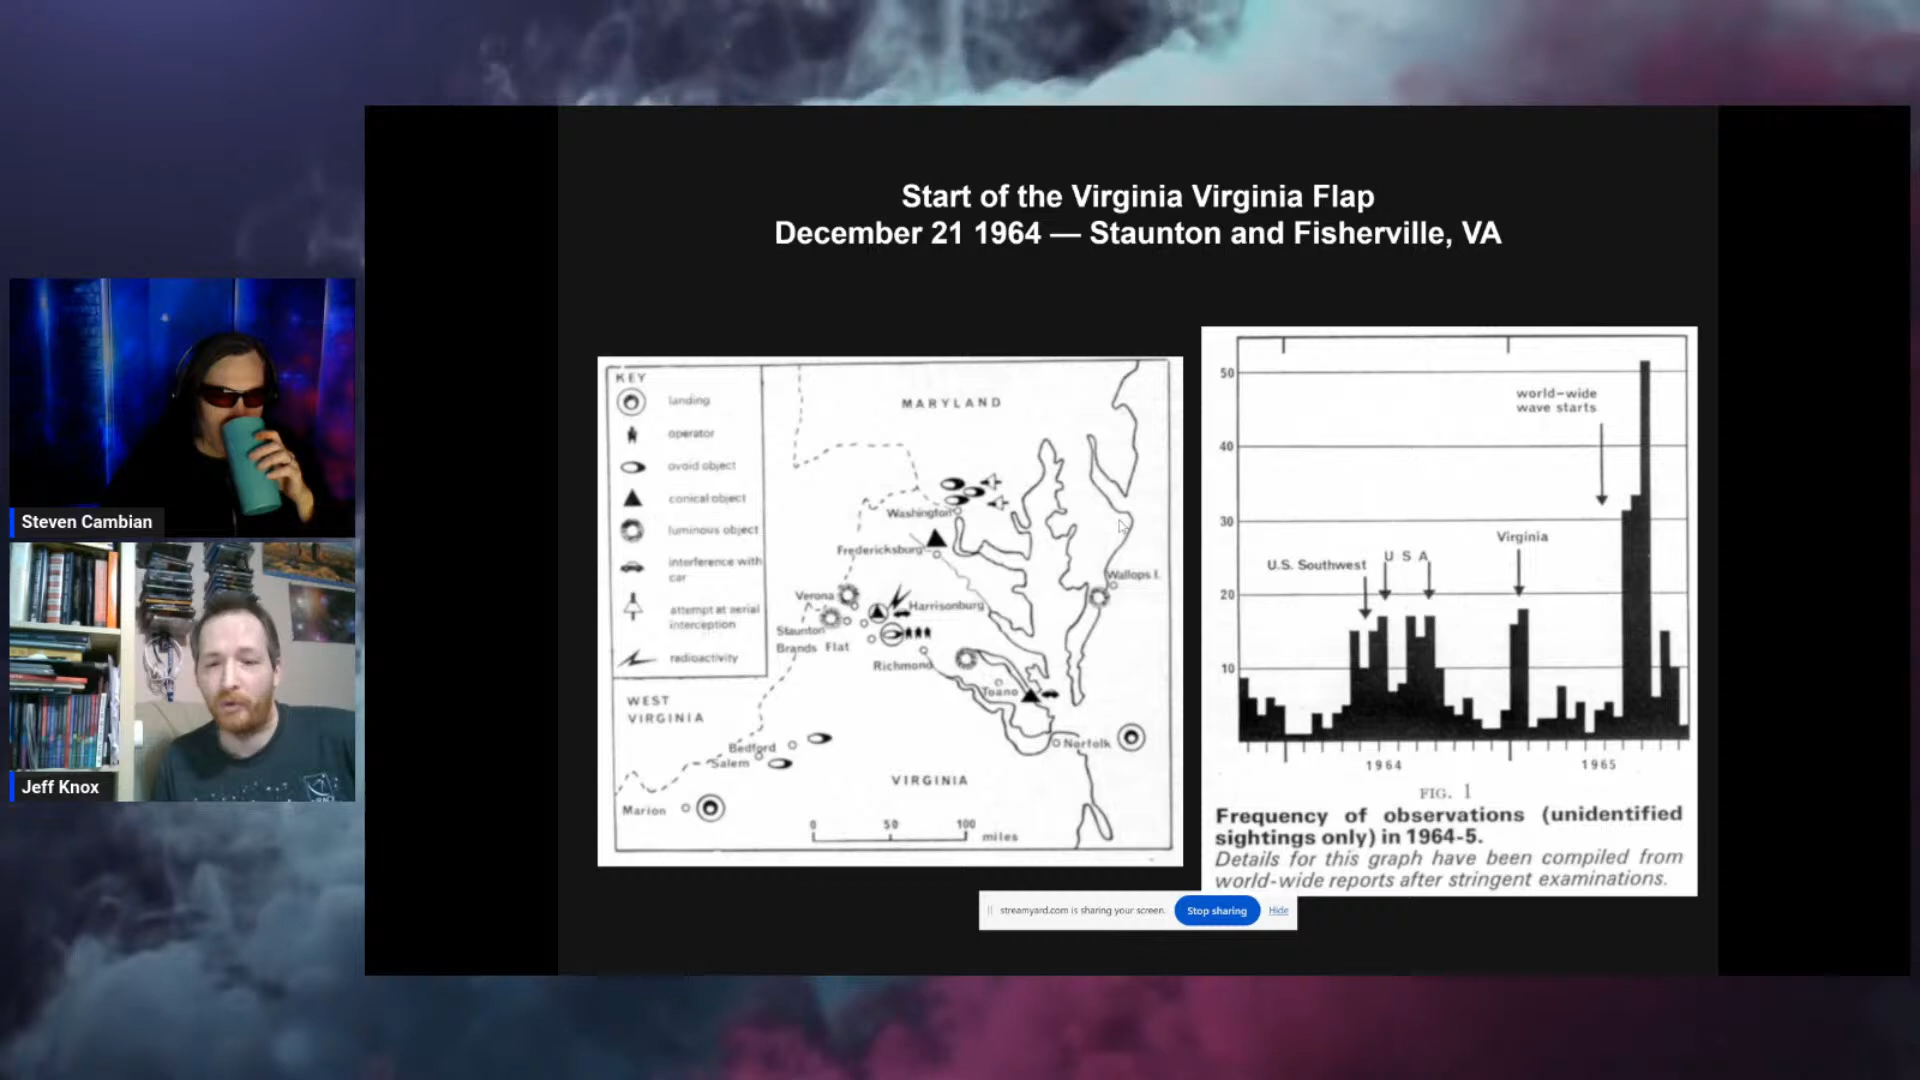 Start of the Virginia Virginia Flap
December 21 1964 — Staunton and Fisherville, VA
KEY
landing
operator
ovoid object
conical object
luminous object
interference with
car
attempt at aerial
interception
radioactivity
MARYLAND
Washington
Fredericksburg
Wallops I.
Verona
Harrisonburg
Staunton
Brands Flat
Richmond
Toano
WEST
VIRGINIA
Bedford
Salem
Norfolk
VIRGINIA
Marion
0 50 100
miles
50
40
30
20
10
world-wide
wave starts
Virginia
U S A
U.S. Southwest
1964 1965
FIG. 1
Frequency of observations (unidentified
sightings only) in 1964-5.
Details for this graph have been compiled from
world-wide reports after stringent examinations.
streamyard.com is sharing your screen. Stop sharing Hide
Steven Cambian
Jeff Knox